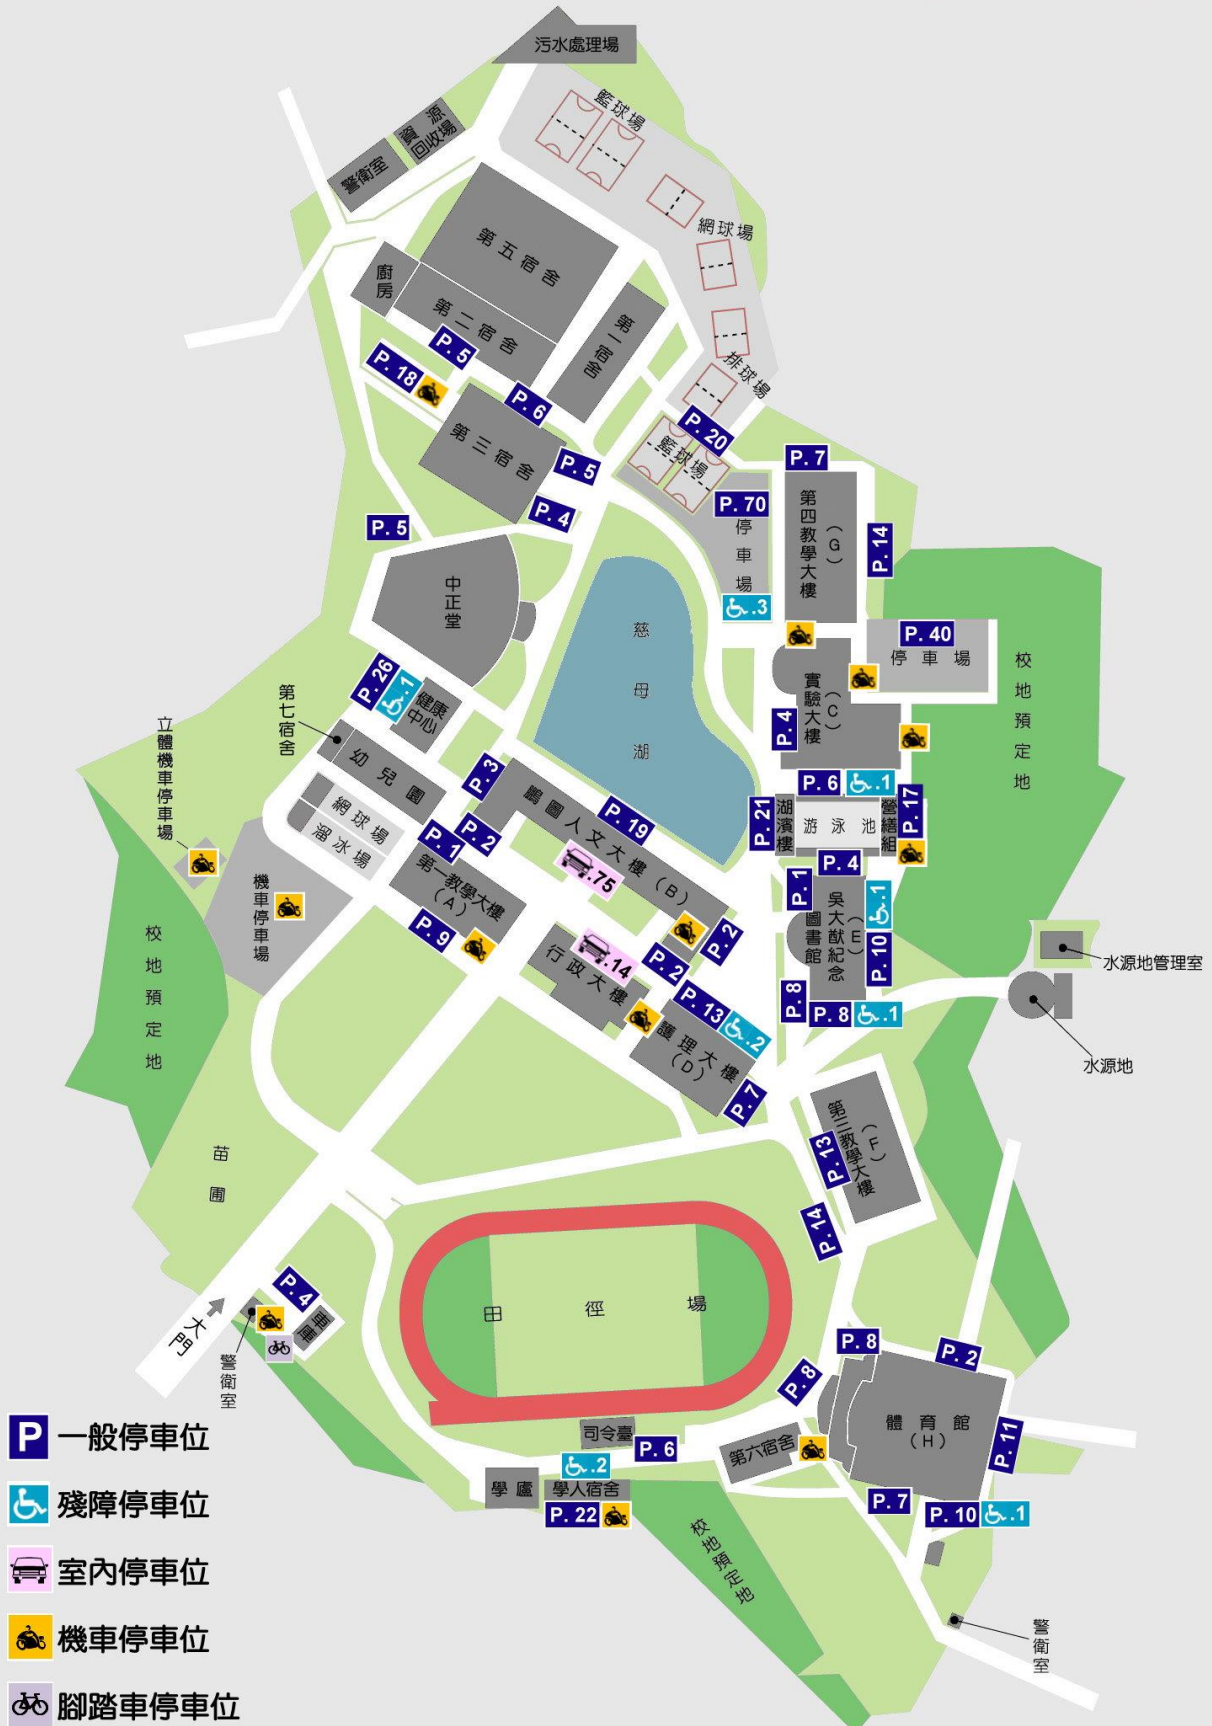 污水處理場
籃球場
資源
回收場
警衛室
網球場
第五宿舍
廚房
第二宿舍
第一宿舍
排球場
P. 5
P. 18
P. 6
P. 20
籃球場
第三宿舍
P. 5
P. 7
P. 4
P. 70
停車場
第四教學大樓
(G)
P. 14
P. 5
中正堂
.3
慈母湖
P. 40
停車場
校地預定地
實驗大樓
(C)
P. 26
.1
健康
中心
第七宿舍
P. 4
立體機車停車場
幼兒園
P. 3
鵬圖人文大樓(B)
P. 19
P. 6
.1
P. 21
湖濱樓
游泳池
營繕組
P. 17
網球場
溜冰場
P. 1
P. 2
.75
P. 4
第一教學大樓
(A)
P. 1
吳大猷紀念
圖書館
(E)
.1
機車停車場
P. 9
P. 2
P. 10
校地預定地
行政大樓
.14
P. 2
水源地管理室
P. 13
.2
P. 8
P. 8
.1
護理大樓
(D)
水源地
P. 7
第三教學大樓
(F)
P. 13
苗圃
P. 14
田徑場
P. 4
車庫
大門
警衛室
P. 8
P. 2
P. 8
體育館
(H)
P. 11
司令臺
P. 6
第六宿舍
.2
學廬
學人宿舍
P. 22
P. 7
P. 10
.1
校地預定地
警衛室
P 一般停車位
殘障停車位
室內停車位
機車停車位
腳踏車停車位